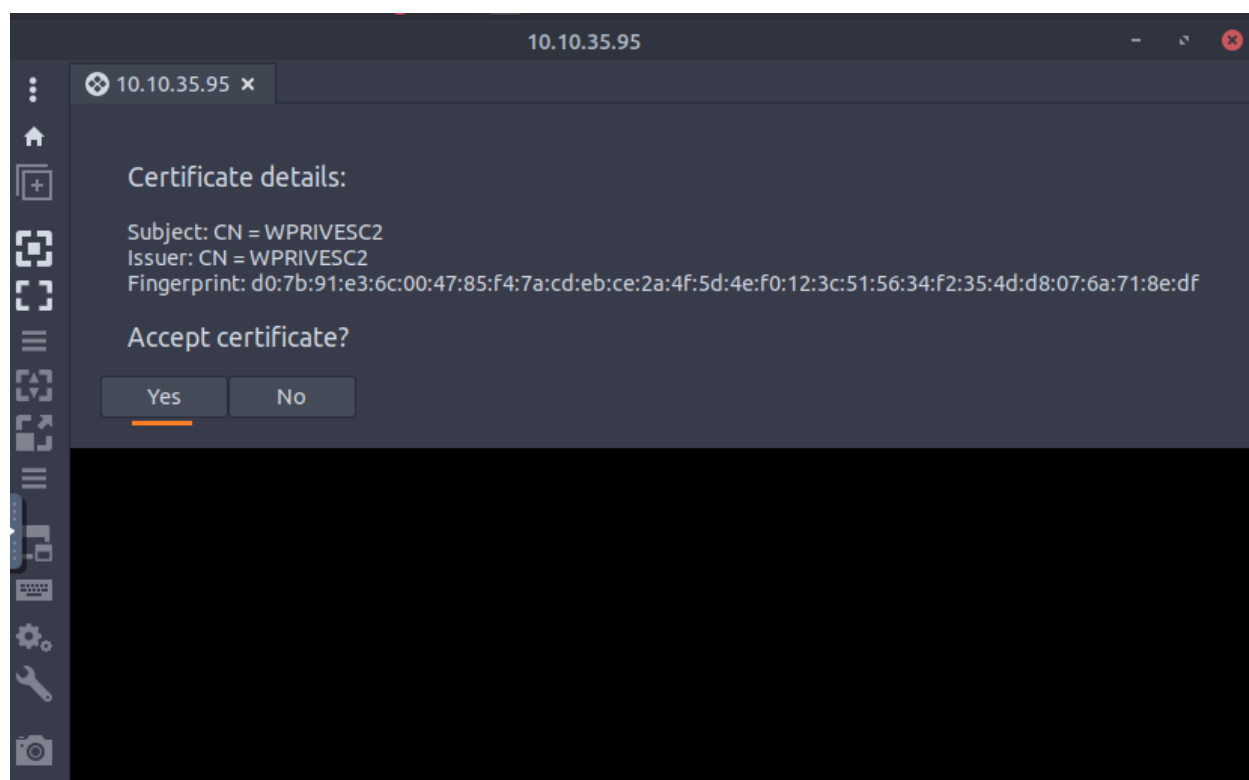 10.10.35.95
10.10.35.95
Certificate details:
Subject: CN = WPRIVESC2
Issuer: CN = WPRIVESC2
Fingerprint: d0:7b:91:e3:6c:00:47:85:f4:7a:cd:eb:ce:2a:4f:5d:4e:f0:12:3c:51:56:34:f2:35:4d:d8:07:6a:71:8e:df
Accept certificate?
Yes No